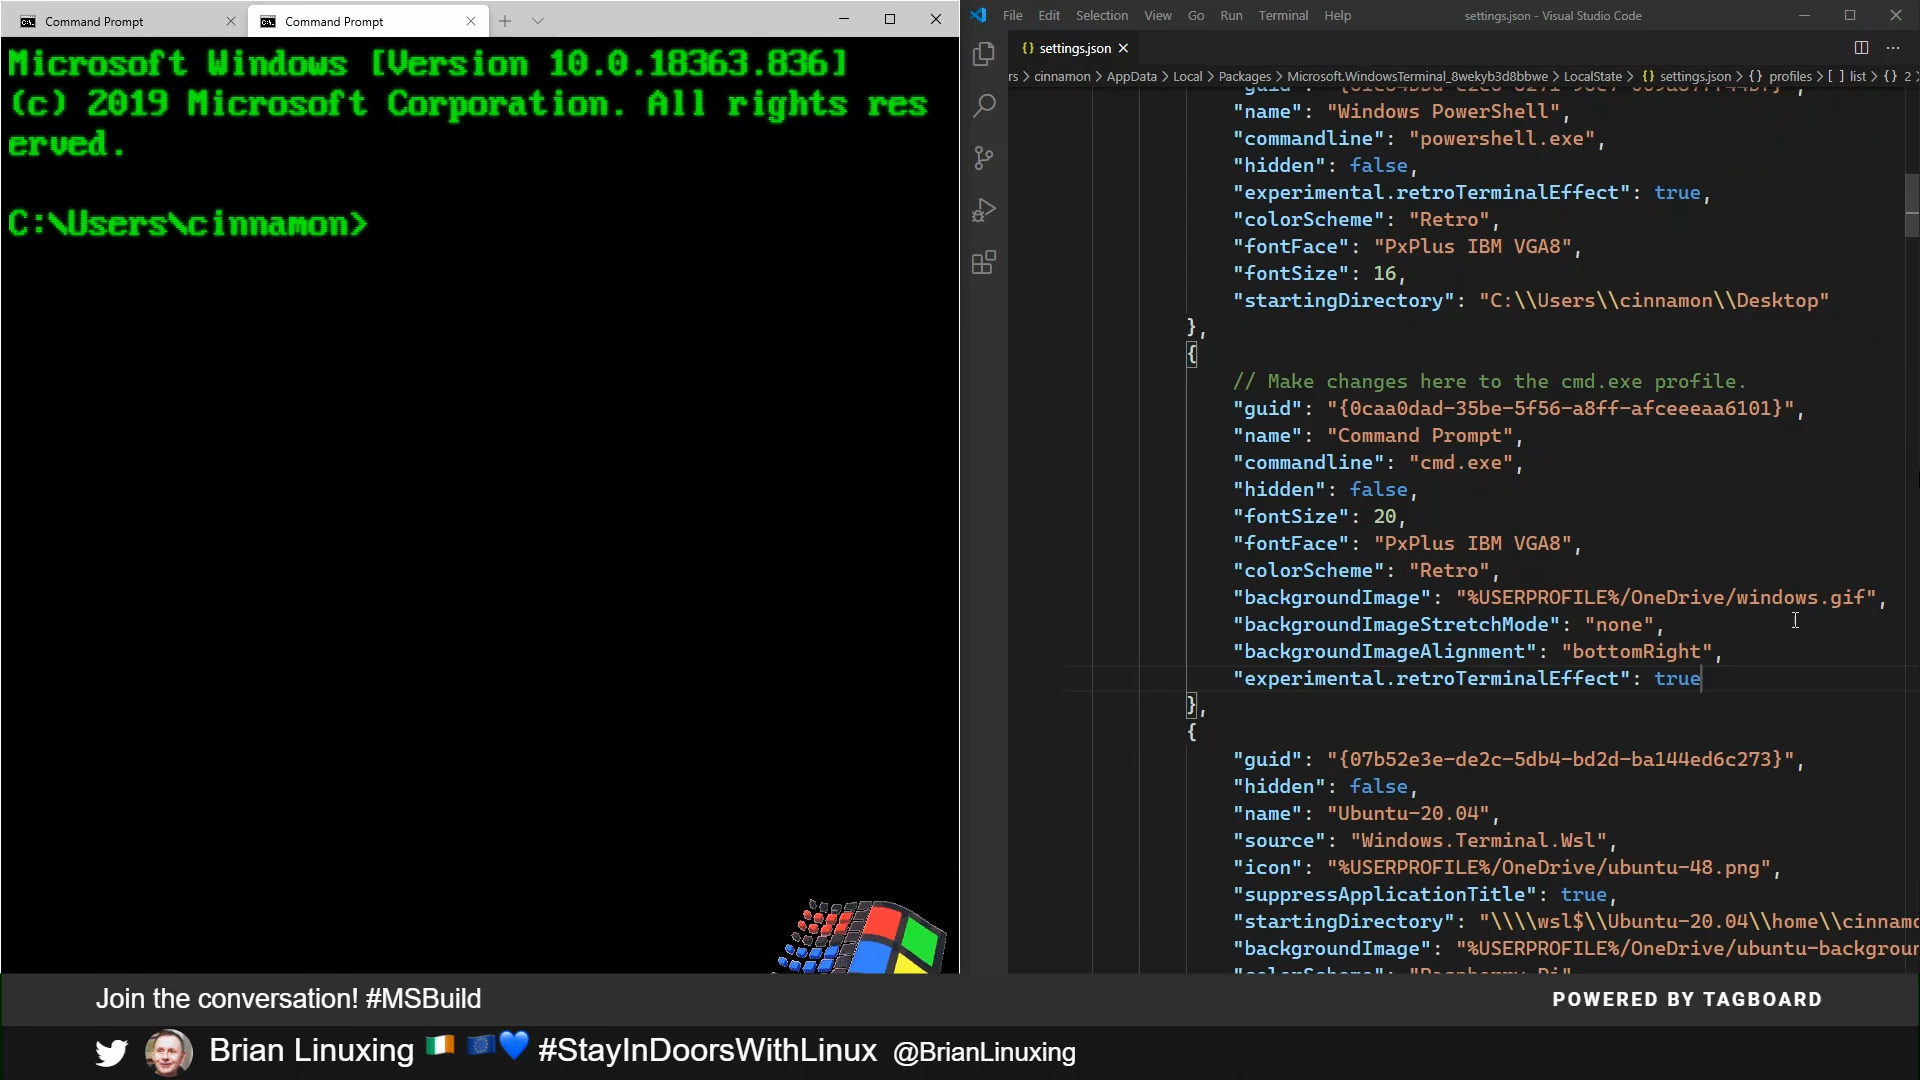 Command Prompt
Command Prompt
Microsoft Windows [Version 10.0.18363.836]
(c) 2019 Microsoft Corporation. All rights res
erved.
C:\Users\cinnamon>
File Edit Selection View Go Run Terminal Help
settings.json - Visual Studio Code
{} settings.json
rs > cinnamon > AppData > Local > Packages > Microsoft.WindowsTerminal_8wekyb3d8bbwe > LocalState > {} settings.json > {} profiles > [ ] list > {} 2 >
"name": "Windows PowerShell",
"commandline": "powershell.exe",
"hidden": false,
"experimental.retroTerminalEffect": true,
"colorScheme": "Retro",
"fontFace": "PxPlus IBM VGA8",
"fontSize": 16,
"startingDirectory": "C:\\Users\\cinnamon\\Desktop"
},
{
// Make changes here to the cmd.exe profile.
"guid": "{0caa0dad-35be-5f56-a8ff-afceeeaa6101}",
"name": "Command Prompt",
"commandline": "cmd.exe",
"hidden": false,
"fontSize": 20,
"fontFace": "PxPlus IBM VGA8",
"colorScheme": "Retro",
"backgroundImage": "%USERPROFILE%/OneDrive/windows.gif",
"backgroundImageStretchMode": "none",
"backgroundImageAlignment": "bottomRight",
"experimental.retroTerminalEffect": true
},
{
"guid": "{07b52e3e-de2c-5db4-bd2d-ba144ed6c273}",
"hidden": false,
"name": "Ubuntu-20.04",
"source": "Windows.Terminal.Wsl",
"icon": "%USERPROFILE%/OneDrive/ubuntu-48.png",
"suppressApplicationTitle": true,
"startingDirectory": "\\\\wsl$\\Ubuntu-20.04\\home\\cinnamo
"backgroundImage": "%USERPROFILE%/OneDrive/ubuntu-backgroun
"colorScheme": "Raspberry Pi"
Join the conversation! #MSBuild
POWERED BY TAGBOARD
Brian Linuxing 🇮🇪 🇪🇺💙 #StayInDoorsWithLinux @BrianLinuxing